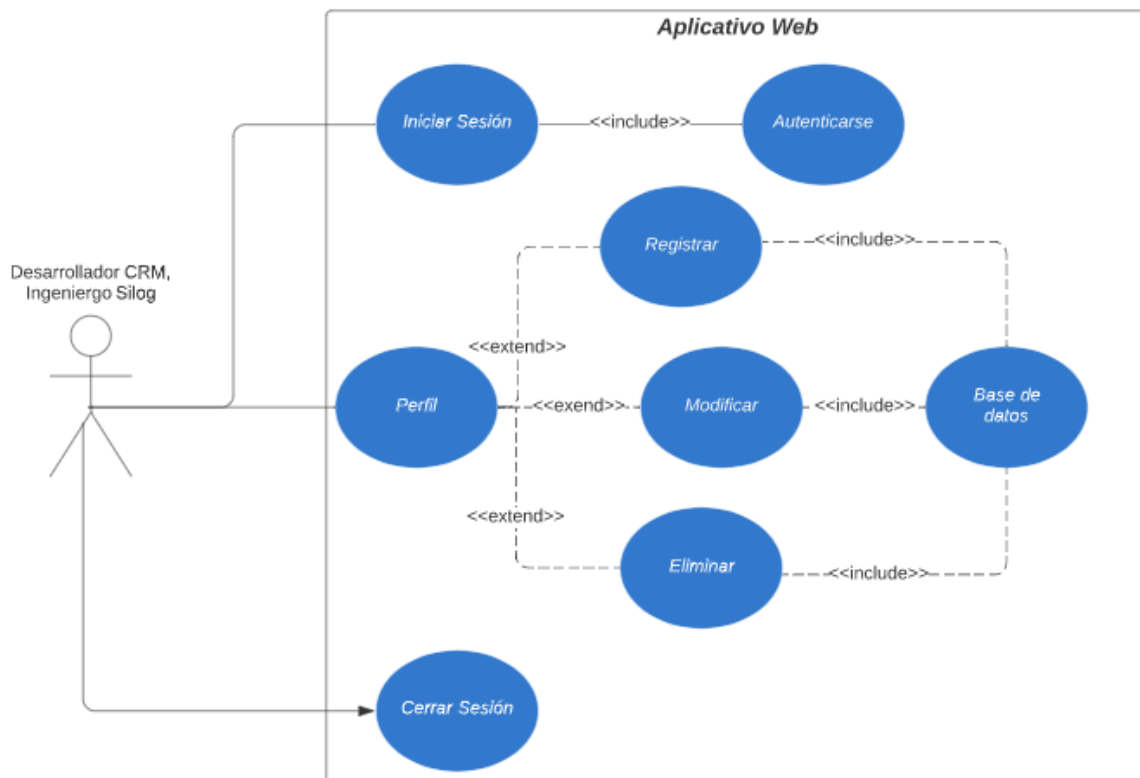 Aplicativo Web
Iniciar Sesión
<<include>>
Autenticarse
Registrar
<<include>>
Desarrollador CRM,
Ingeniergo Silog
<<extend>>
Perfil
<<exend>>
Modificar
<<include>>
Base de
datos
<<extend>>
Eliminar
<<include>>
Cerrar Sesión